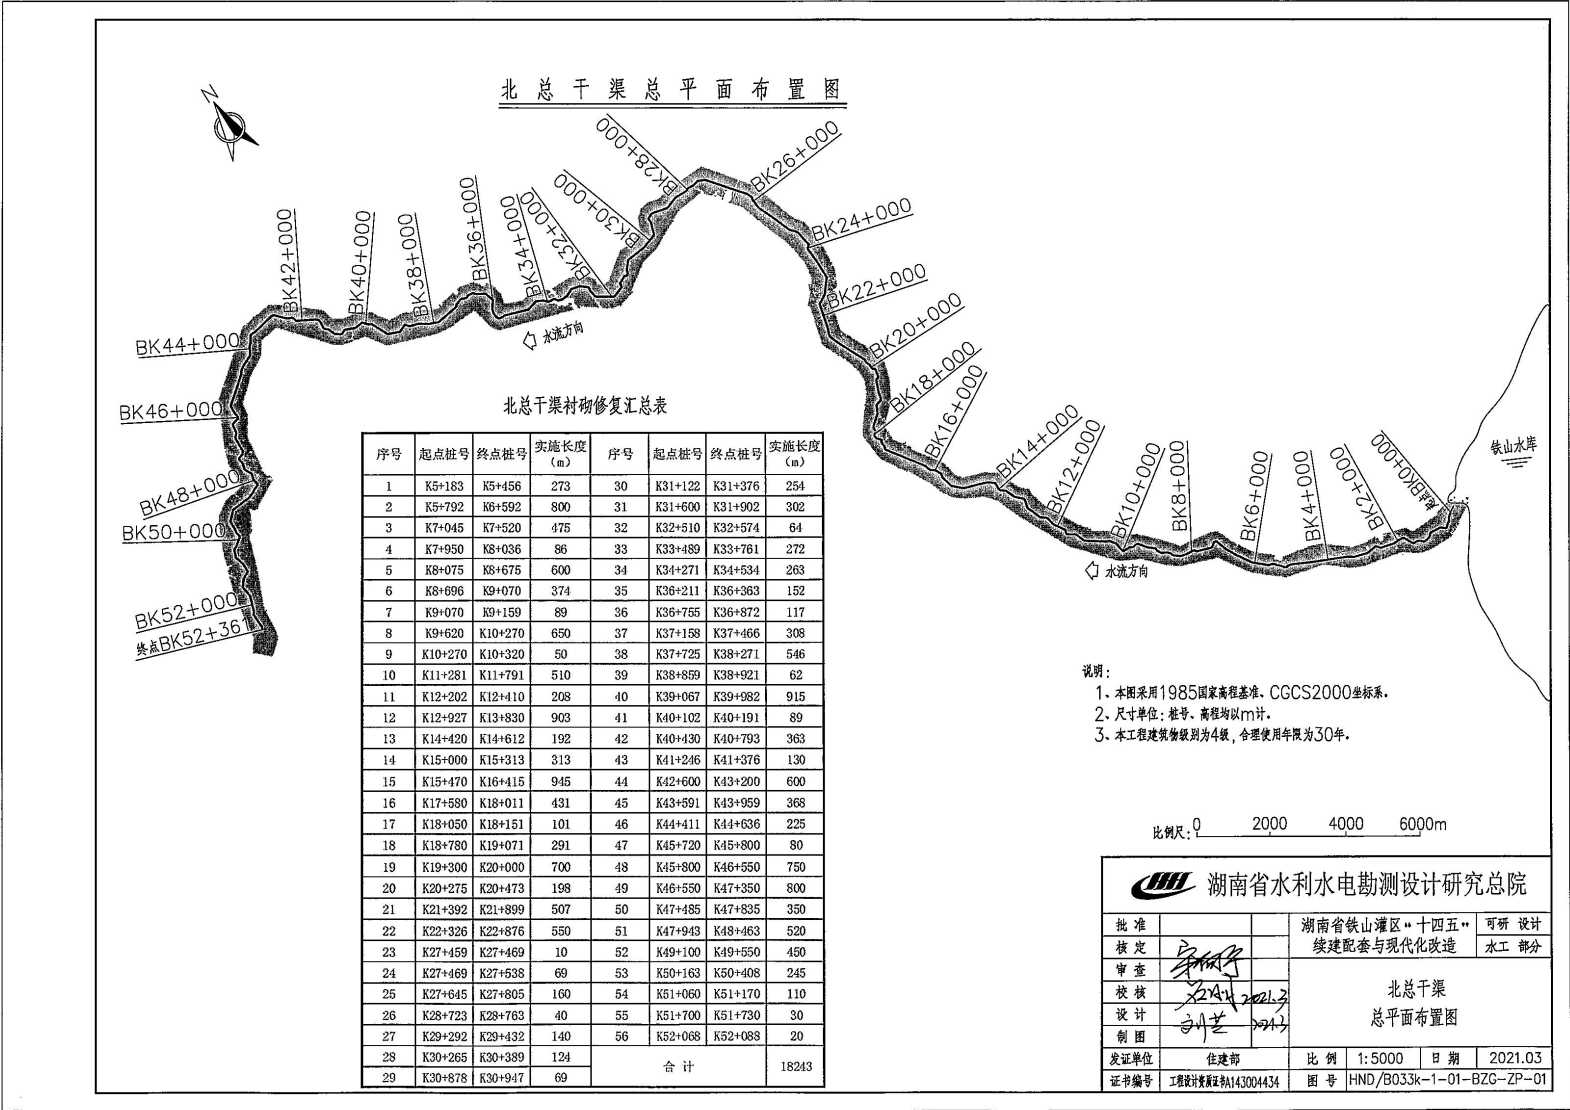 北总干渠总平面布置图
N
BK28+000
BK26+000
BK30+000
BK24+000
BK32+000
BK34+000
BK36+000
BK38+000
BK40+000
BK42+000
BK22+000
BK20+000
BK44+000
水流方向
BK18+000
BK16+000
BK46+000
BK14+000
BK12+000
BK10+000
BK8+000
BK6+000
BK4+000
BK2+000
起点BK0+000
铁山水库
BK48+000
BK50+000
水流方向
BK52+000
终点BK52+361
北总干渠衬砌修复汇总表
序号 起点桩号 终点桩号 实施长度(m) 序号 起点桩号 终点桩号 实施长度(m)
1 K5+183 K5+456 273 30 K31+122 K31+376 254
2 K5+792 K6+592 800 31 K31+600 K31+902 302
3 K7+045 K7+520 475 32 K32+510 K32+574 64
4 K7+950 K8+036 86 33 K33+489 K33+761 272
5 K8+075 K8+675 600 34 K34+271 K34+534 263
6 K8+696 K9+070 374 35 K36+211 K36+363 152
7 K9+070 K9+159 89 36 K36+755 K36+872 117
8 K9+620 K10+270 650 37 K37+158 K37+466 308
9 K10+270 K10+320 50 38 K37+725 K38+271 546
10 K11+281 K11+791 510 39 K38+859 K38+921 62
11 K12+202 K12+410 208 40 K39+067 K39+982 915
12 K12+927 K13+830 903 41 K40+102 K40+191 89
13 K14+420 K14+612 192 42 K40+430 K40+793 363
14 K15+000 K15+313 313 43 K41+246 K41+376 130
15 K15+470 K16+415 945 44 K42+600 K43+200 600
16 K17+580 K18+011 431 45 K43+591 K43+959 368
17 K18+050 K18+151 101 46 K44+411 K44+636 225
18 K18+780 K19+071 291 47 K45+720 K45+800 80
19 K19+300 K20+000 700 48 K45+800 K46+550 750
20 K20+275 K20+473 198 49 K46+550 K47+350 800
21 K21+392 K21+899 507 50 K47+485 K47+835 350
22 K22+326 K22+876 550 51 K47+943 K48+463 520
23 K27+459 K27+469 10 52 K49+100 K49+550 450
24 K27+469 K27+538 69 53 K50+163 K50+408 245
25 K27+645 K27+805 160 54 K51+060 K51+170 110
26 K28+723 K28+763 40 55 K51+700 K51+730 30
27 K29+292 K29+432 140 56 K52+068 K52+088 20
28 K30+265 K30+389 124 合计 18243
29 K30+878 K30+947 69
说明：
1、本图采用1985国家高程基准、CGCS2000坐标系。
2、尺寸单位：桩号、高程均以m计。
3、本工程建筑物级别为4级，合理使用年限为30年。
比例尺：0 2000 4000 6000m
湖南省水利水电勘测设计研究总院
批准
核定
审查
校核 2021.3
设计 刘芸 2021.3
制图
湖南省铁山灌区“十四五”
续建配套与现代化改造
可研 设计
水工 部分
北总干渠
总平面布置图
发证单位 住建部 比例 1:5000 日期 2021.03
证书编号 工程设计资质证书A143004434 图号 HND/B033k-1-01-BZG-ZP-01